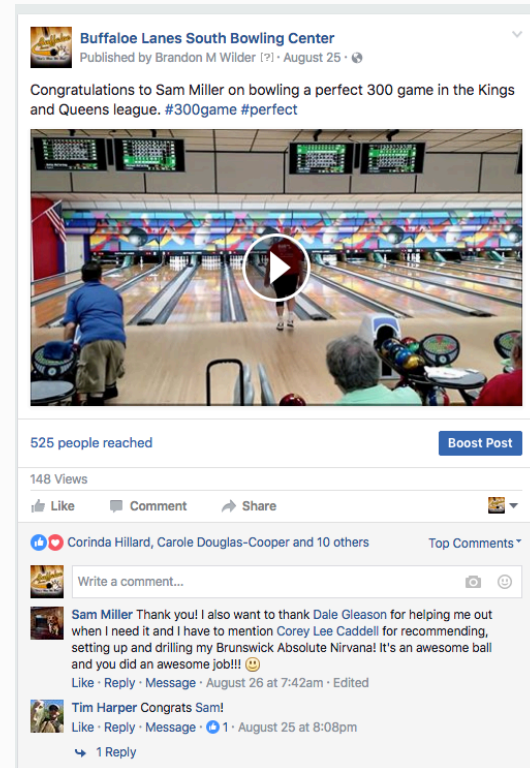 Buffaloe Lanes South Bowling Center
Published by Brandon M Wilder [?] · August 25 ·
Congratulations to Sam Miller on bowling a perfect 300 game in the Kings
and Queens league. #300game #perfect
525 people reached
Boost Post
148 Views
Like Comment Share
Corinda Hillard, Carole Douglas-Cooper and 10 others
Top Comments
Write a comment...
Sam Miller Thank you! I also want to thank Dale Gleason for helping me out
when I need it and I have to mention Corey Lee Caddell for recommending,
setting up and drilling my Brunswick Absolute Nirvana! It's an awesome ball
and you did an awesome job!!!
Like · Reply · Message · August 26 at 7:42am · Edited
Tim Harper Congrats Sam!
Like · Reply · Message · 1 · August 25 at 8:08pm
1 Reply